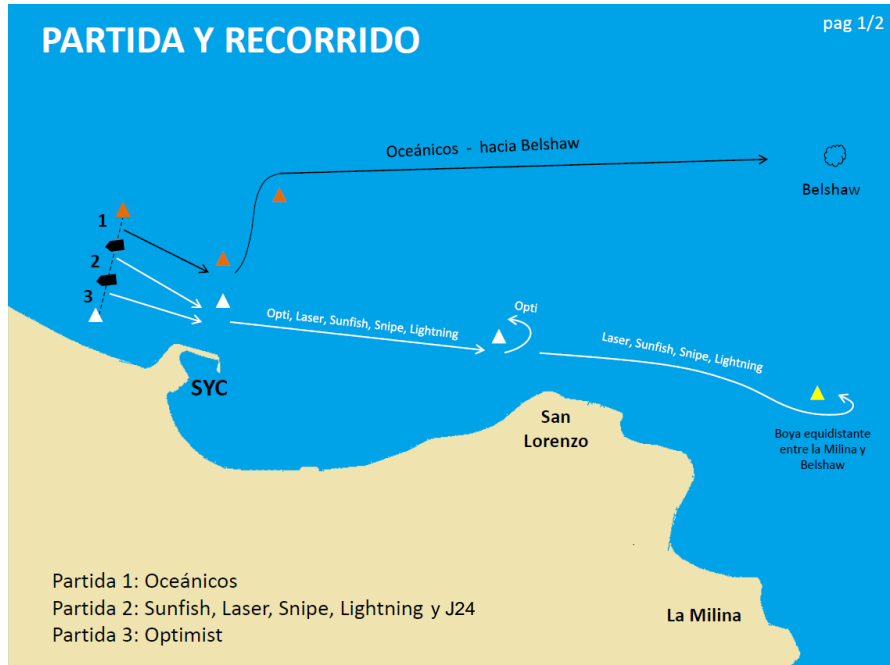 PARTIDA Y RECORRIDO
pag 1/2
Oceánicos - hacia Belshaw
Belshaw
1
2
3
Opti
Opti, Laser, Sunfish, Snipe, Lightning
Laser, Sunfish, Snipe, Lightning
SYC
San
Lorenzo
Boya equidistante
entre la Milina y
Belshaw
La Milina
Partida 1: Oceánicos
Partida 2: Sunfish, Laser, Snipe, Lightning y J24
Partida 3: Optimist